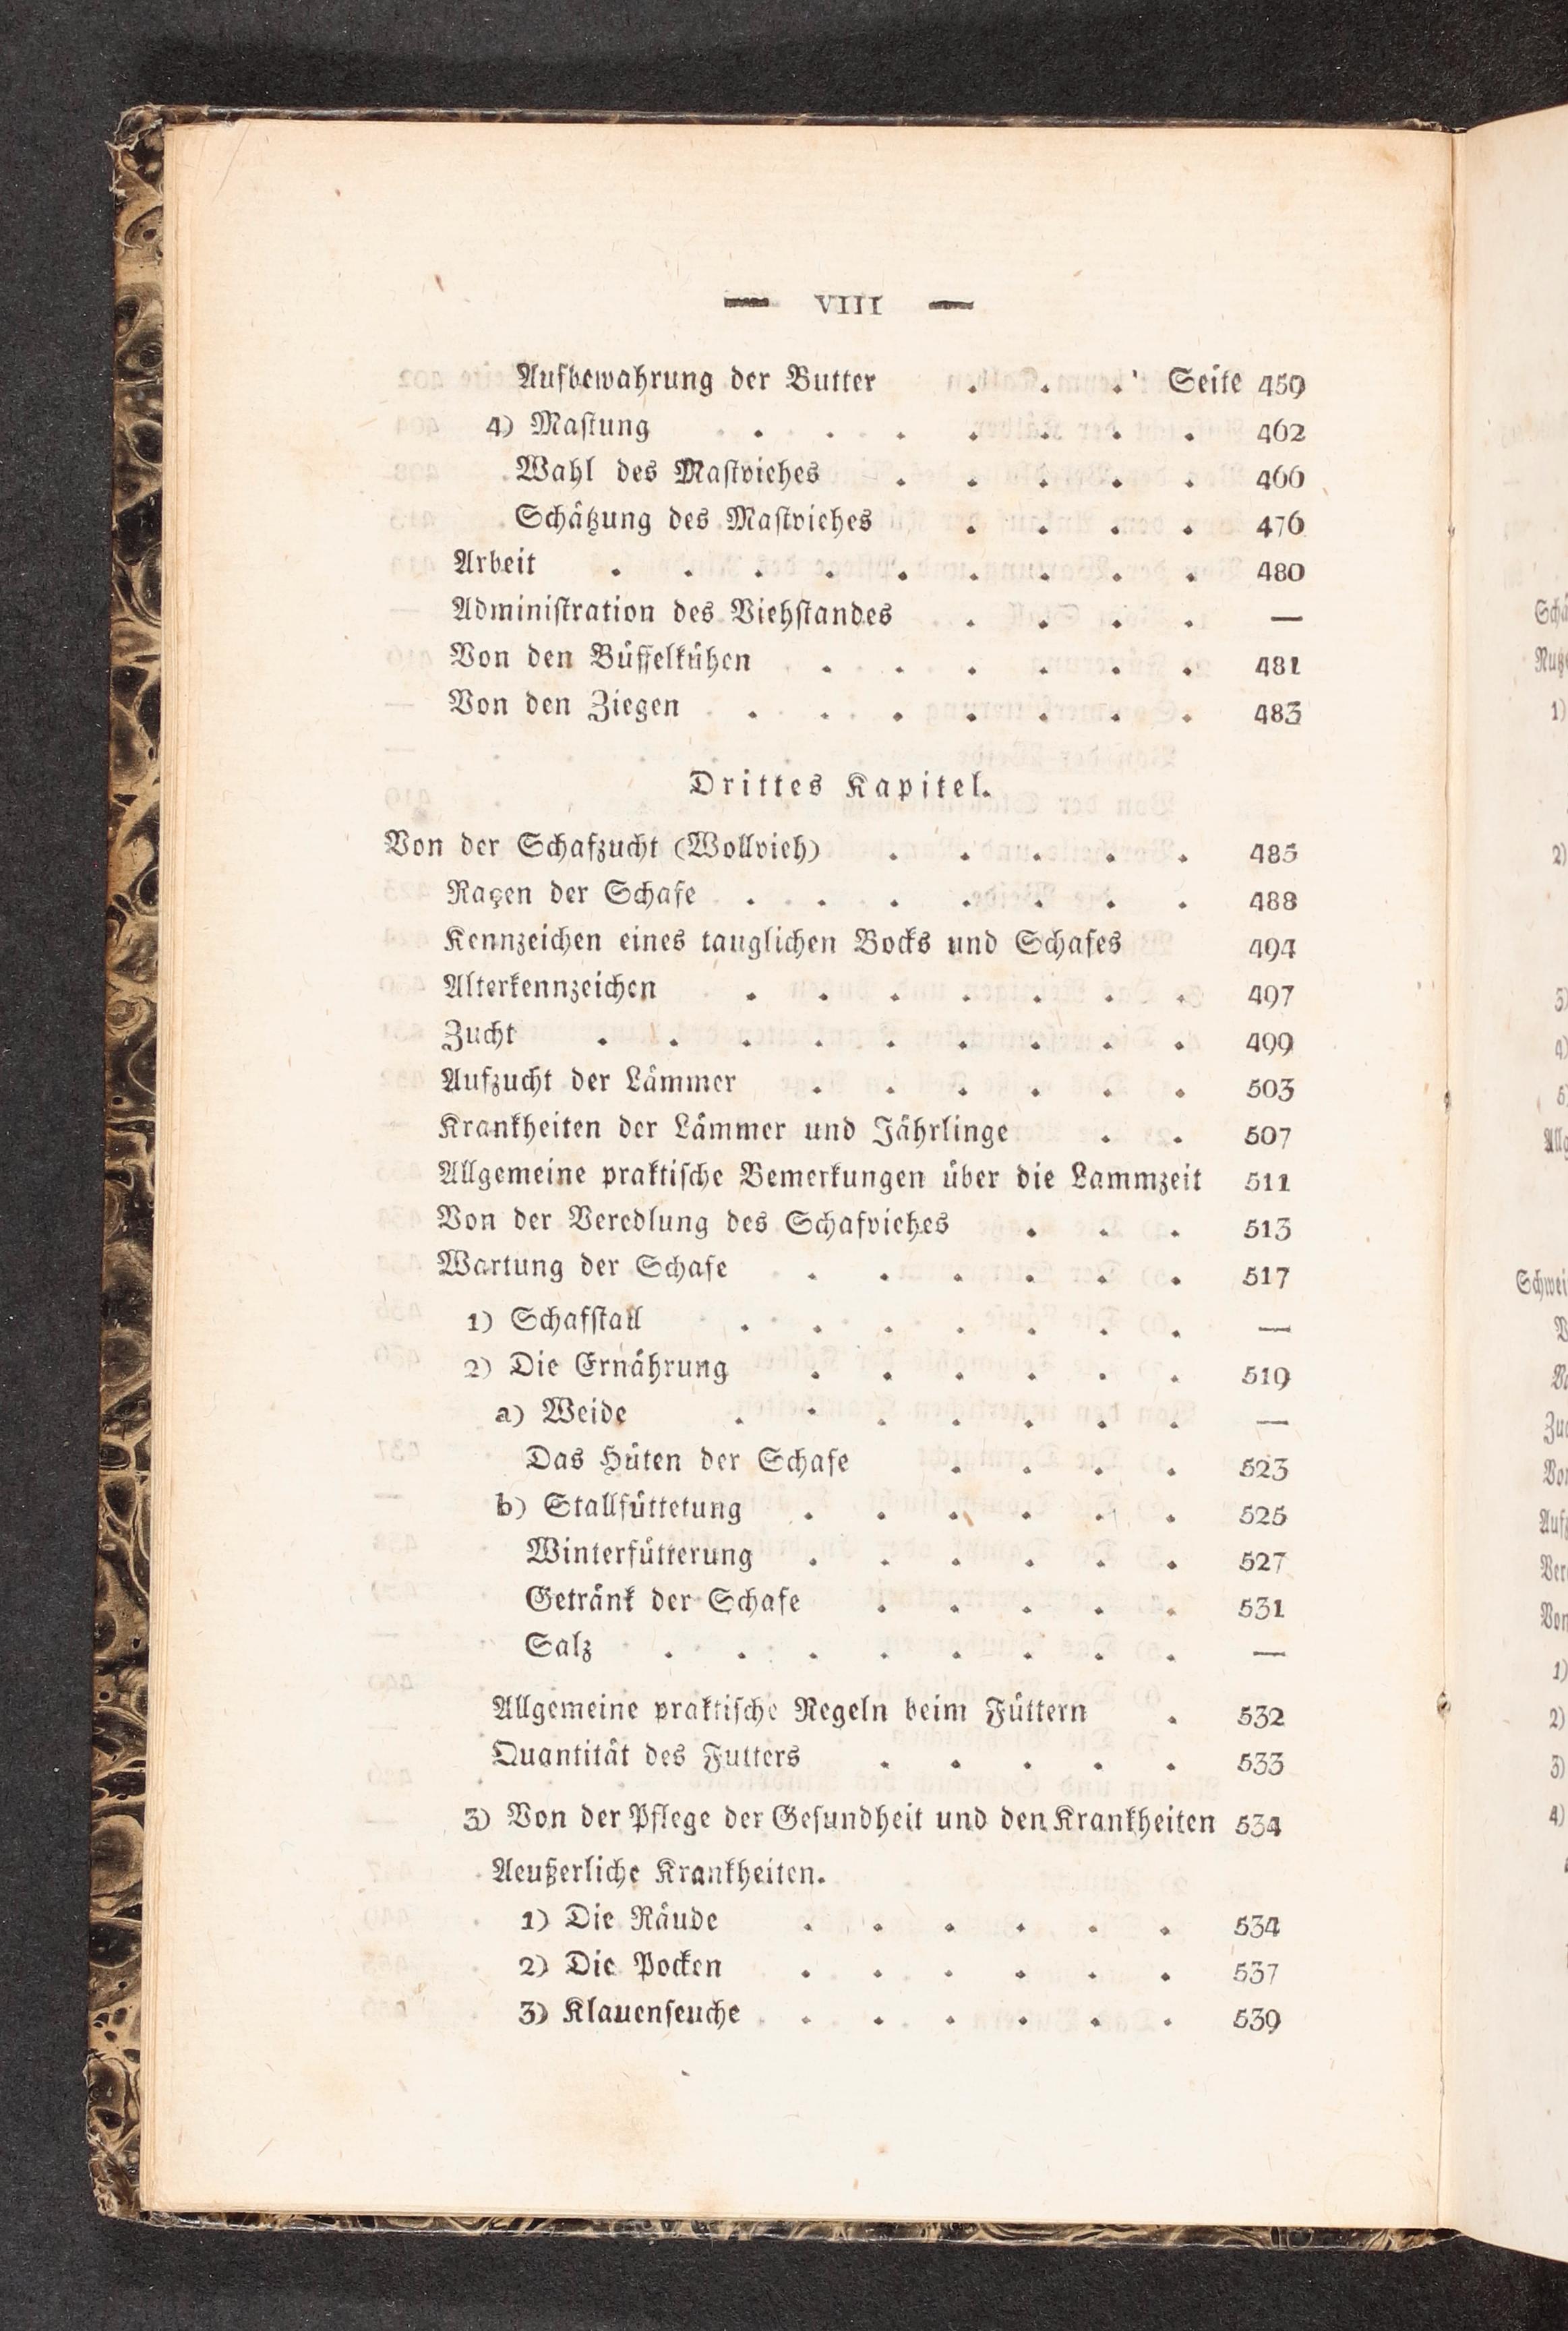 — VIII —
Aufbewahrung der Butter . . . Seite 459
4) Mastung . . . . . . . 462
Wahl des Mastviehes . . . . . 466
Schätzung des Mastviehes . . . . 476
Arbeit . . . . . . . . . 480
Administration des Viehstandes . . . . —
Von den Büffelkühen . . . . . . 481
Von den Ziegen . . . . . . . 483
Drittes Kapitel.
Von der Schafzucht (Wollvieh) . . . . . 485
Raçen der Schafe . . . . . . . 488
Kennzeichen eines tauglichen Bocks und Schafes 494
Alterkennzeichen . . . . . . . 497
Zucht . . . . . . . . . 499
Aufzucht der Lämmer . . . . . . 503
Krankheiten der Lämmer und Jährlinge . . 507
Allgemeine praktische Bemerkungen über die Lammzeit 511
Von der Veredlung des Schafviehes . . . 513
Wartung der Schafe . . . . . . 517
1) Schafstall . . . . . . . —
2) Die Ernährung . . . . . . 519
a) Weide . . . . . . . —
Das Hüten der Schafe . . . . 523
b) Stallfüttetung . . . . . . 525
Winterfütterung . . . . . . 527
Getränk der Schafe . . . . . 531
Salz . . . . . . . . —
Allgemeine praktische Regeln beim Füttern . 532
Quantität des Futters . . . . . 533
3) Von der Pflege der Gesundheit und den Krankheiten 534
Aeußerliche Krankheiten.
1) Die Räude . . . . . . 534
2) Die Pocken . . . . . . 537
3) Klauenseuche . . . . . . 539